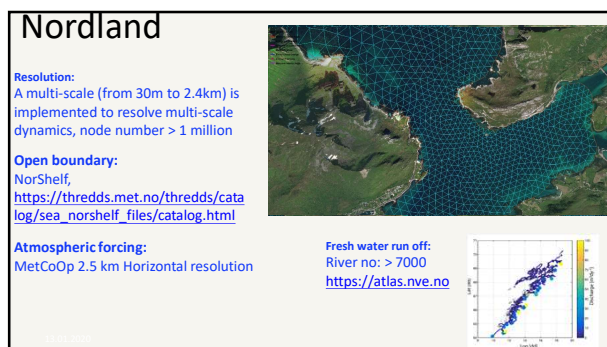 Nordland
Resolution:
A multi-scale (from 30m to 2.4km) is
implemented to resolve multi-scale
dynamics, node number > 1 million
Open boundary:
NorShelf,
https://thredds.met.no/thredds/cata
log/sea_norshelf_files/catalog.html
Atmospheric forcing:
MetCoOp 2.5 km Horizontal resolution
Fresh water run off:
River no: > 7000
https://atlas.nve.no